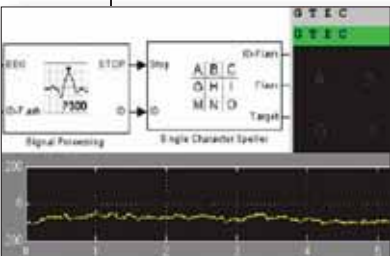 G T E C
G T E C
STOP
Stop
ID-Flash
EEG
A B C
G H I
Flash
P300
ID-Flash
ID
ID
M N O
Target
Signal Processing
Single Character Speller
200
0
-200
0
1
2
3
4
5